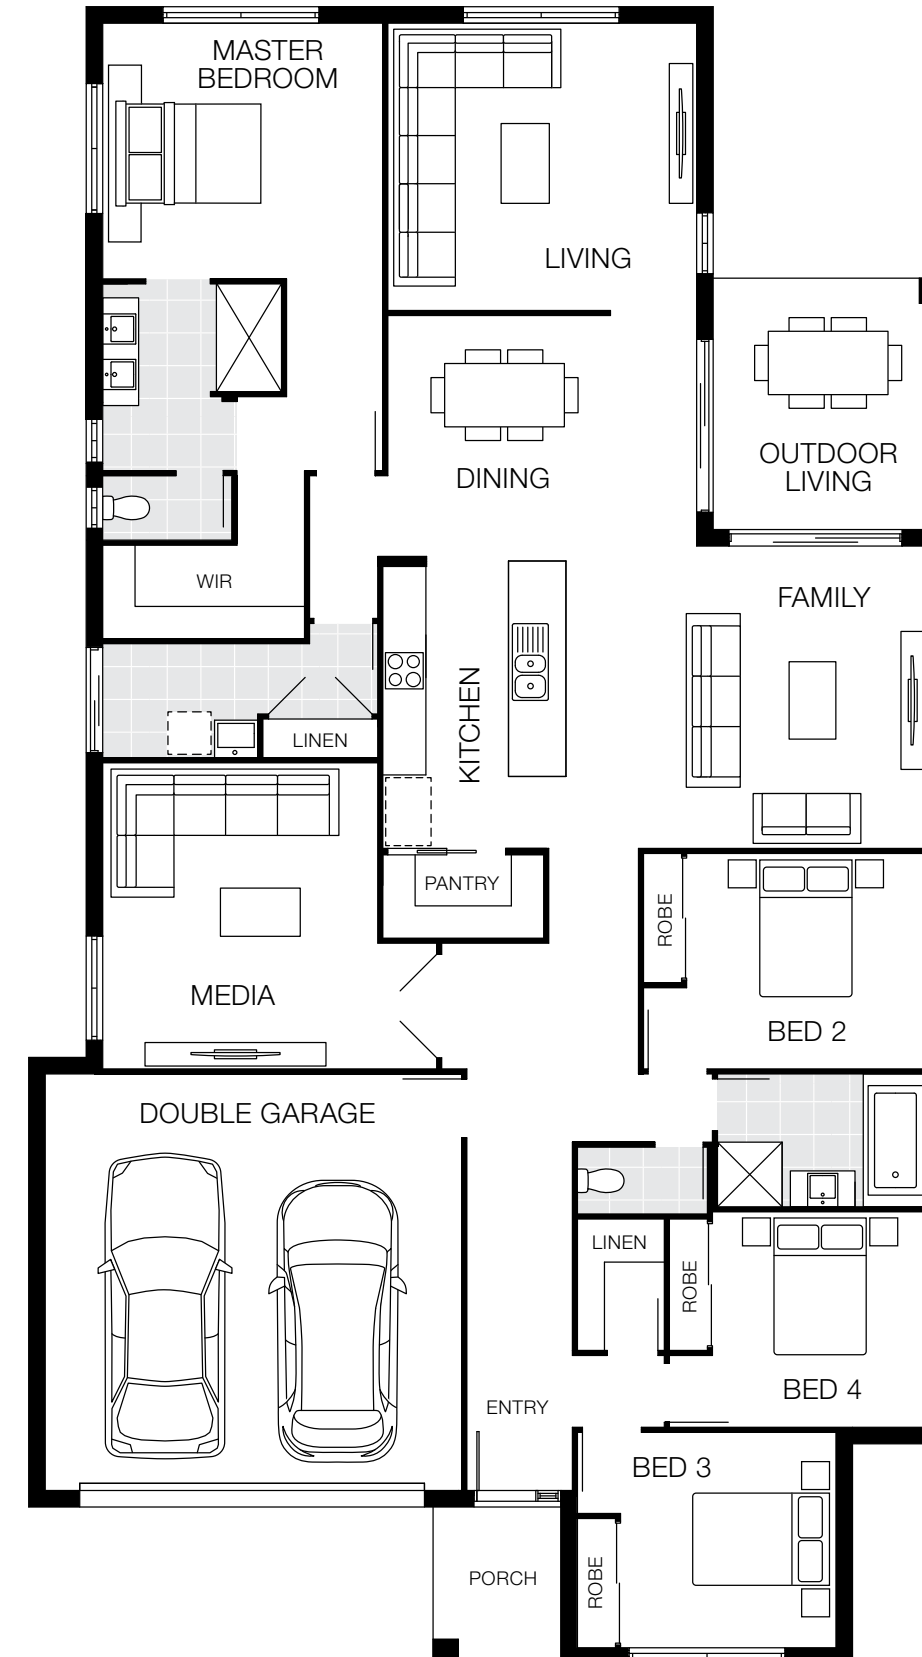 MASTER
BEDROOM
LIVING
OUTDOOR
LIVING
DINING
WIR
FAMILY
KITCHEN
LINEN
PANTRY
ROBE
MEDIA
BED 2
DOUBLE GARAGE
LINEN
ROBE
BED 4
ENTRY
BED 3
PORCH
ROBE